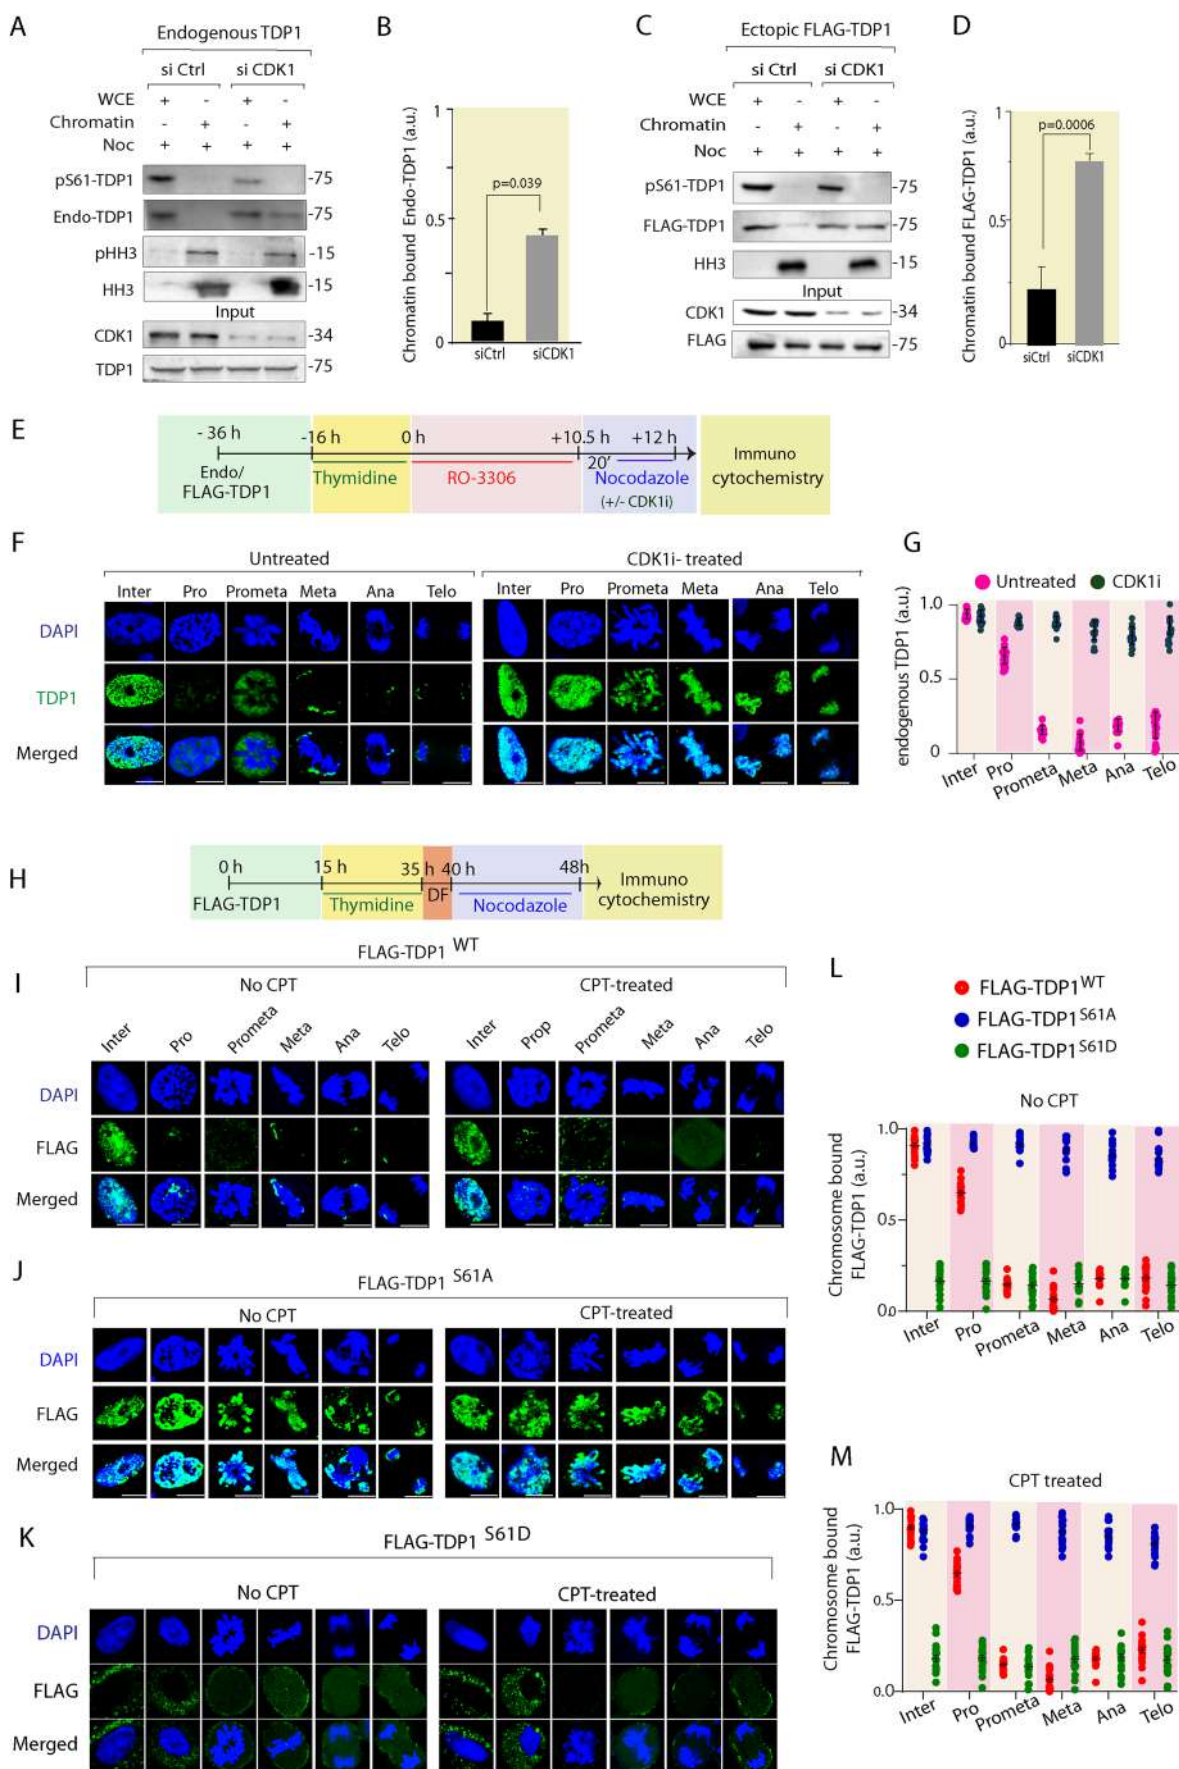 A
Endogenous TDP1
si Ctrl si CDK1
WCE + - + -
Chromatin - + - +
Noc + + + +
pS61-TDP1 -75
Endo-TDP1 -75
pHH3 -15
HH3 -15
Input
CDK1 -34
TDP1 -75
B
Chromatin bound Endo-TDP1 (a.u.)
1
0.5
0
p=0.039
siCtrl siCDK1
C
Ectopic FLAG-TDP1
si Ctrl si CDK1
WCE + - + -
Chromatin - + - +
Noc + + + +
pS61-TDP1 -75
FLAG-TDP1 -75
HH3 -15
Input
CDK1 -34
FLAG -75
D
Chromatin bound FLAG-TDP1 (a.u.)
1
0.5
0
p=0.0006
siCtrl siCDK1
E
- 36 h -16 h 0 h +10.5 h +12 h
Endo/
FLAG-TDP1
Thymidine
RO-3306
20’
Nocodazole
(+/- CDK1i)
Immuno
cytochemistry
F
Untreated CDK1i- treated
Inter Pro Prometa Meta Ana Telo Inter Pro Prometa Meta Ana Telo
DAPI
TDP1
Merged
G
Untreated CDK1i
endogenous TDP1 (a.u.)
1.0
0.5
0
Inter Pro Prometa Meta Ana Telo
H
0 h 15 h 35 h 40 h 48h
FLAG-TDP1
Thymidine
DF
Nocodazole
Immuno
cytochemistry
I
FLAG-TDP1 WT
No CPT CPT-treated
Inter Pro Prometa Meta Ana Telo Inter Prop Prometa Meta Ana Telo
DAPI
FLAG
Merged
J
FLAG-TDP1 S61A
No CPT CPT-treated
DAPI
FLAG
Merged
K
FLAG-TDP1 S61D
No CPT CPT-treated
DAPI
FLAG
Merged
L
FLAG-TDP1WT
FLAG-TDP1S61A
FLAG-TDP1S61D
No CPT
Chromosome bound
FLAG-TDP1 (a.u.)
1.0
0.5
0.0
Inter Pro Prometa Meta Ana Telo
M
CPT treated
Chromosome bound
FLAG-TDP1 (a.u.)
1.0
0.5
0.0
Inter Pro Prometa Meta Ana Telo